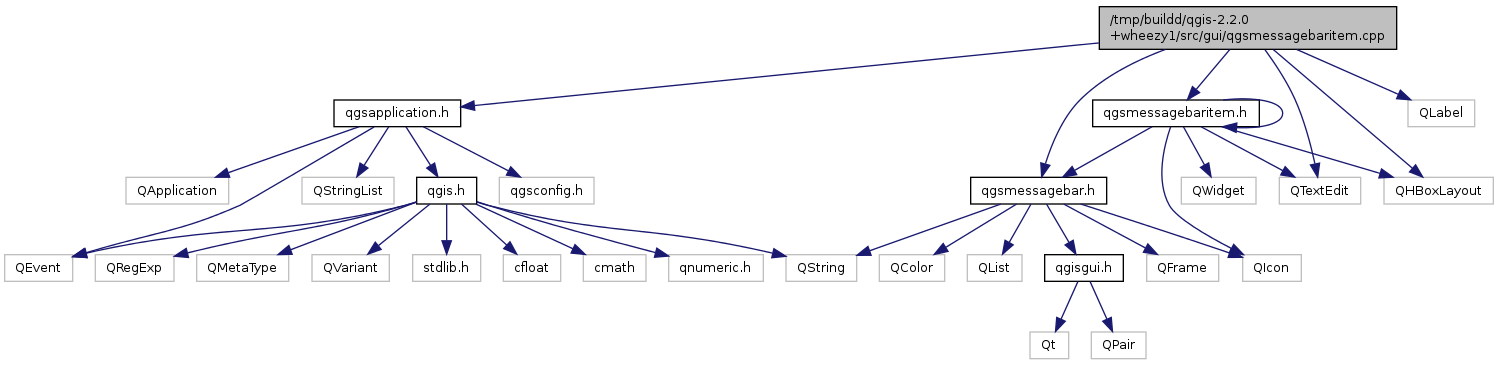 /tmp/buildd/qgis-2.2.0
+wheezy1/src/gui/qgsmessagebaritem.cpp
qgsapplication.h
qgsmessagebaritem.h
QLabel
QApplication
QStringList
qgis.h
qgsconfig.h
qgsmessagebar.h
QWidget
QTextEdit
QHBoxLayout
QEvent
QRegExp
QMetaType
QVariant
stdlib.h
cfloat
cmath
qnumeric.h
QString
QColor
QList
qgisgui.h
QFrame
QIcon
Qt
QPair